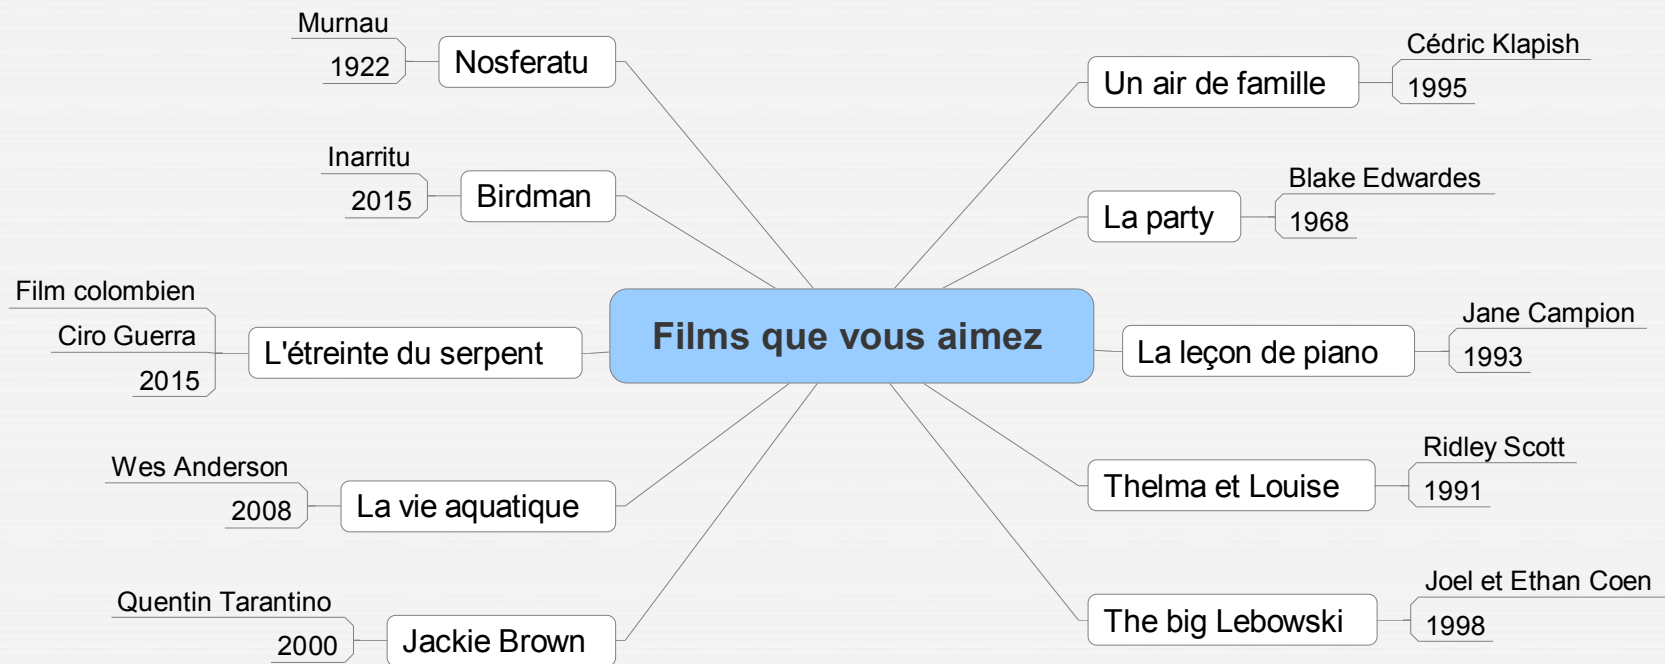 Films que vous aimez
Murnau
1922
Nosferatu
Inarritu
2015
Birdman
Film colombien
Ciro Guerra
2015
L'étreinte du serpent
Wes Anderson
2008
La vie aquatique
Quentin Tarantino
2000
Jackie Brown
Un air de famille
Cédric Klapish
1995
La party
Blake Edwardes
1968
La leçon de piano
Jane Campion
1993
Thelma et Louise
Ridley Scott
1991
The big Lebowski
Joel et Ethan Coen
1998